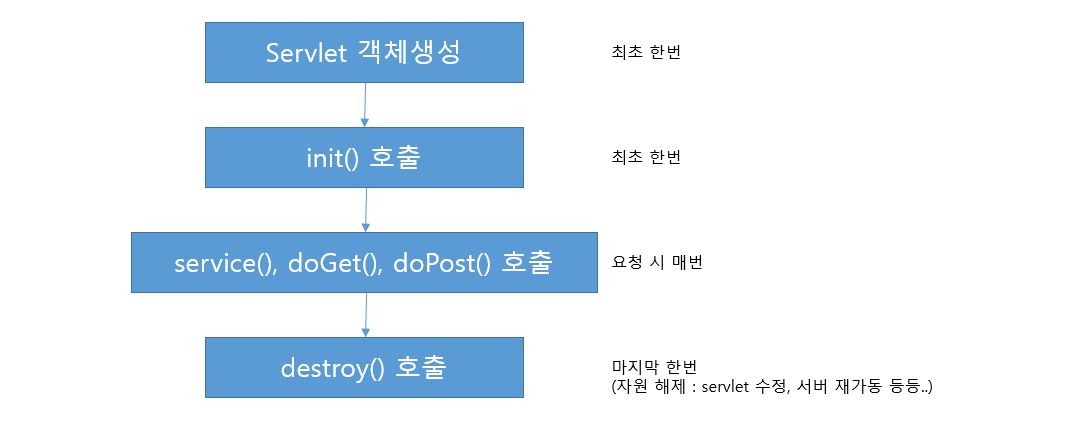 Servlet 객체생성
최초 한번
init() 호출
최초 한번
service(), doGet(), doPost() 호출
요청 시 매번
destroy() 호출
마지막 한번
(자원 해제 : servlet 수정, 서버 재가동 등등..)